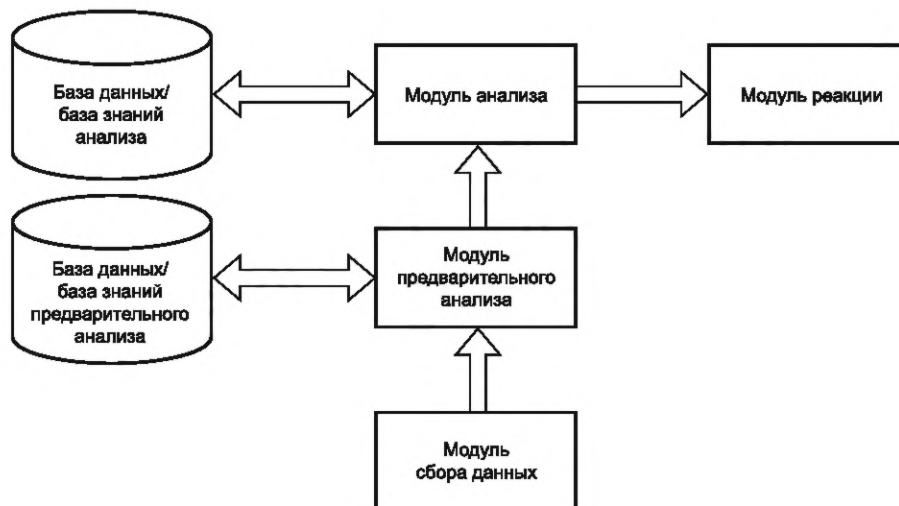 База данных/
база знаний
анализа
Модуль анализа
Модуль реакции
База данных/
база знаний
предварительного
анализа
Модуль
предварительного
анализа
Модуль
сбора данных